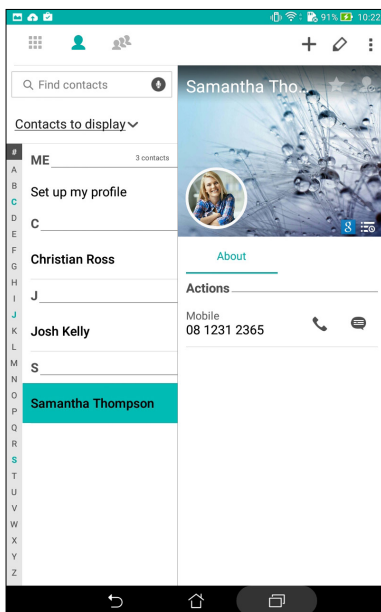 91% 10:22
Find contacts
Contacts to display
#
A
B
C
D
E
F
G
H
I
J
K
L
M
N
O
P
Q
R
S
T
U
V
W
X
Y
Z
ME 3 contacts
Set up my profile
C
Christian Ross
J
Josh Kelly
S
Samantha Thompson
Samantha Tho...
8
About
Actions
Mobile
08 1231 2365